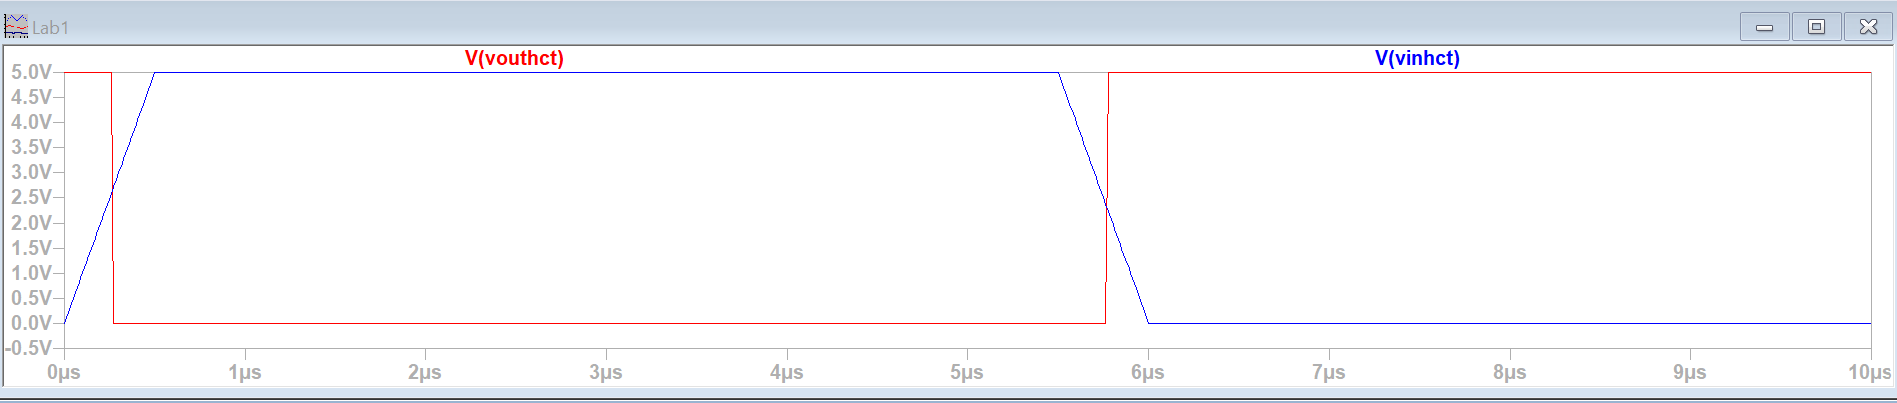 Lab1
V(vouthct) V(vinhct)
5.0V
4.5V
4.0V
3.5V
3.0V
2.5V
2.0V
1.5V
1.0V
0.5V
0.0V
-0.5V
0µs 1µs 2µs 3µs 4µs 5µs 6µs 7µs 8µs 9µs 10µs